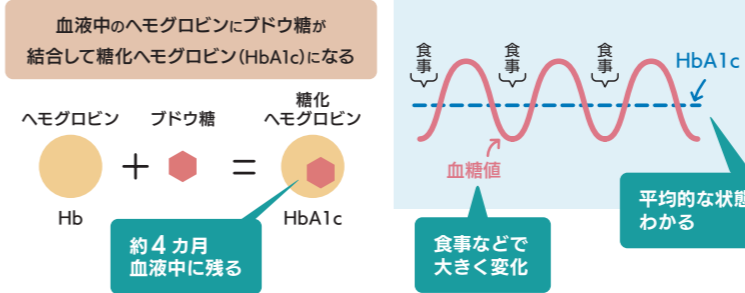 血液中のヘモグロビンにブドウ糖が
結合して糖化ヘモグロビン(HbA1c)になる
ヘモグロビン
ブドウ糖
糖化
ヘモグロビン
+
=
Hb
HbA1c
約4カ月
血液中に残る
食事
食事
食事
HbA1c
血糖値
食事などで
大きく変化
平均的な状態
わかる